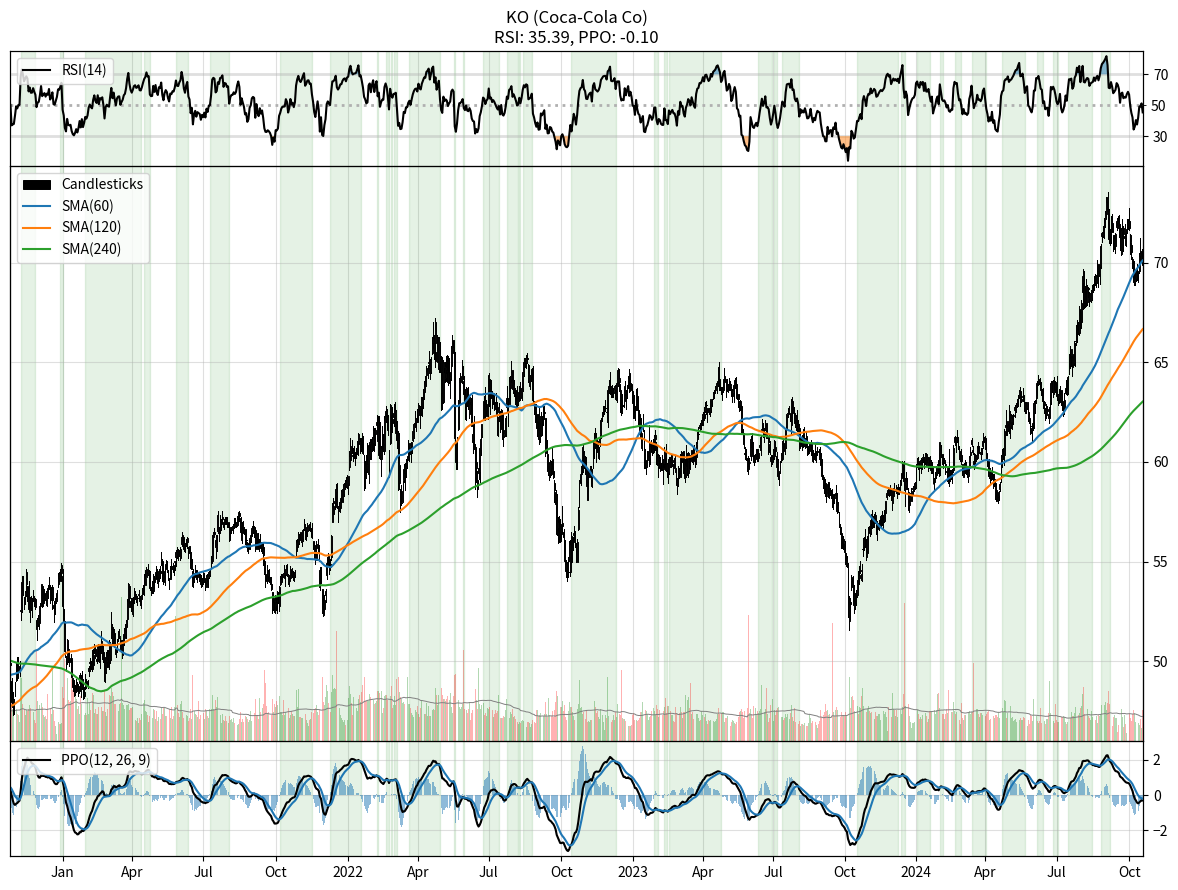 KO (Coca-Cola Co)
RSI: 35.39, PPO: -0.10
RSI(14)
70
50
30
Candlesticks
SMA(60)
SMA(120)
SMA(240)
70
65
60
55
50
PPO(12, 26, 9)
2
0
−2
Jan Apr Jul Oct 2022 Apr Jul Oct 2023 Apr Jul Oct 2024 Apr Jul Oct